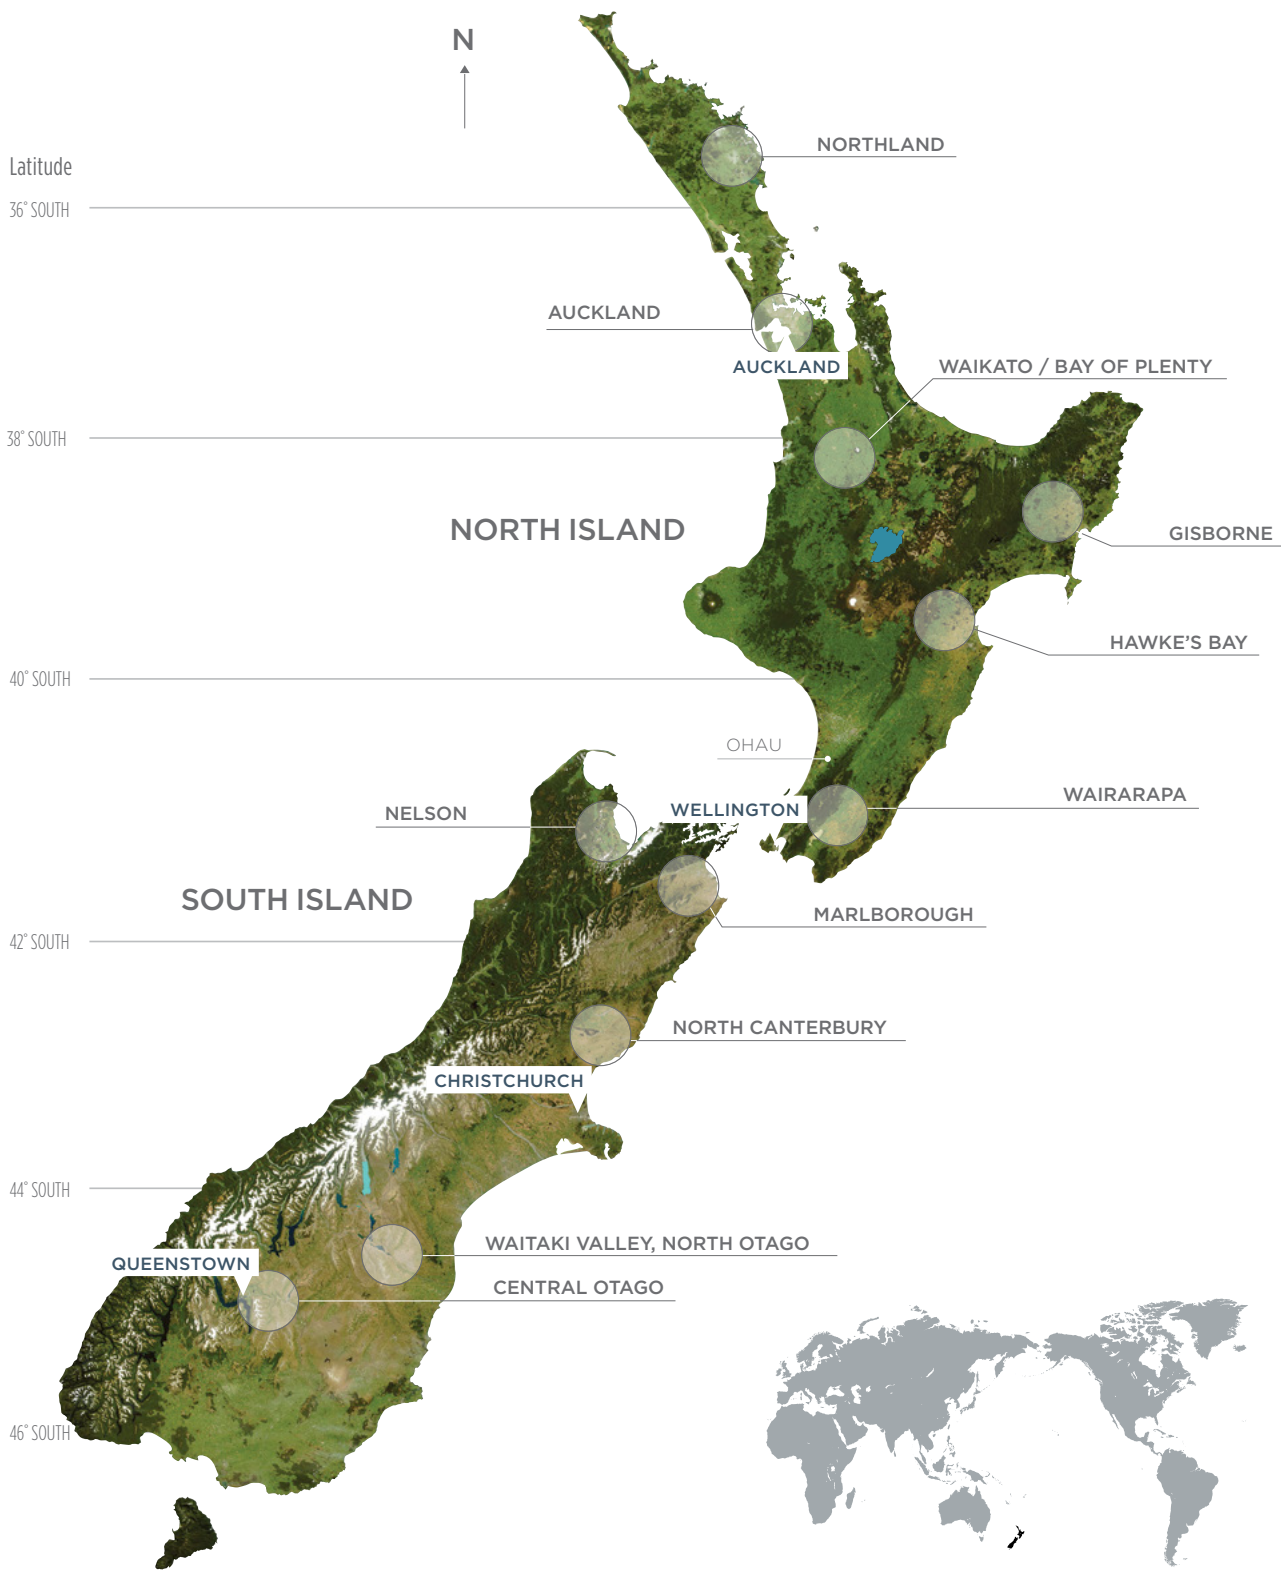 N
NORTHLAND
Latitude
36° SOUTH
AUCKLAND
AUCKLAND
WAIKATO / BAY OF PLENTY
38° SOUTH
NORTH ISLAND
GISBORNE
HAWKE'S BAY
40° SOUTH
OHAU
WAIRARAPA
WELLINGTON
NELSON
SOUTH ISLAND
MARLBOROUGH
42° SOUTH
NORTH CANTERBURY
CHRISTCHURCH
44° SOUTH
WAITAKI VALLEY, NORTH OTAGO
QUEENSTOWN
CENTRAL OTAGO
46° SOUTH